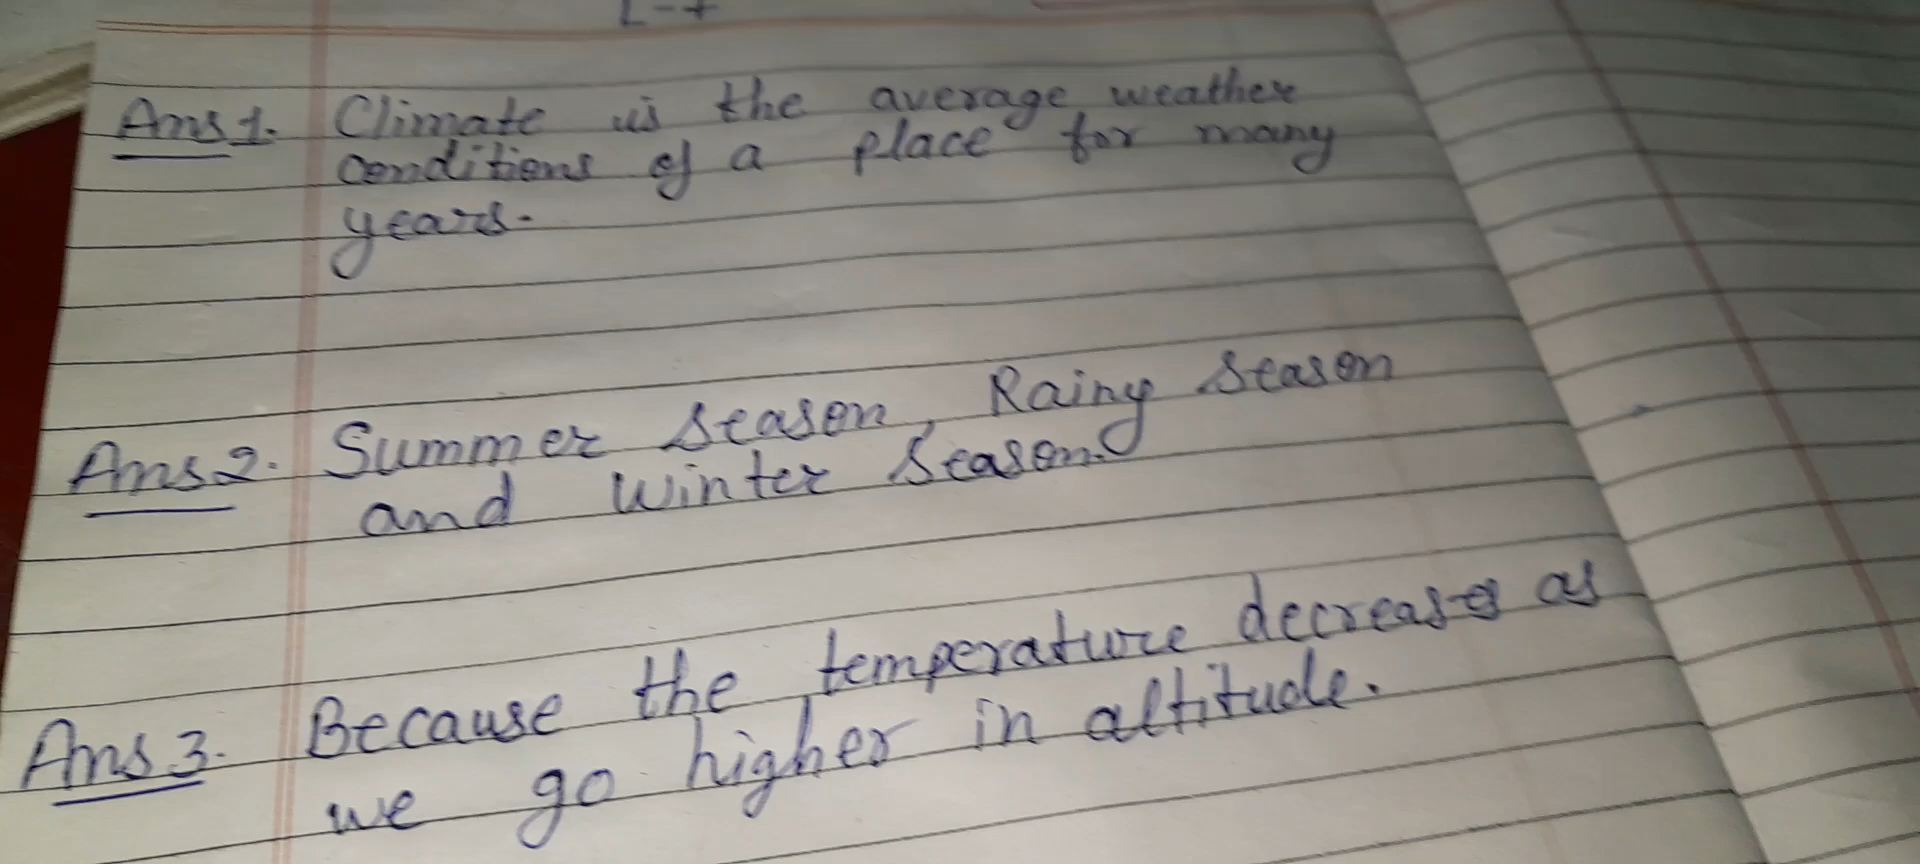 L-7
Ans 1. Climate is the average weather
conditions of a place for many
years.
Ans 2. Summer season, Rainy season
and Winter season.
Ans 3. Because the temperature decreases as
we go higher in altitude.